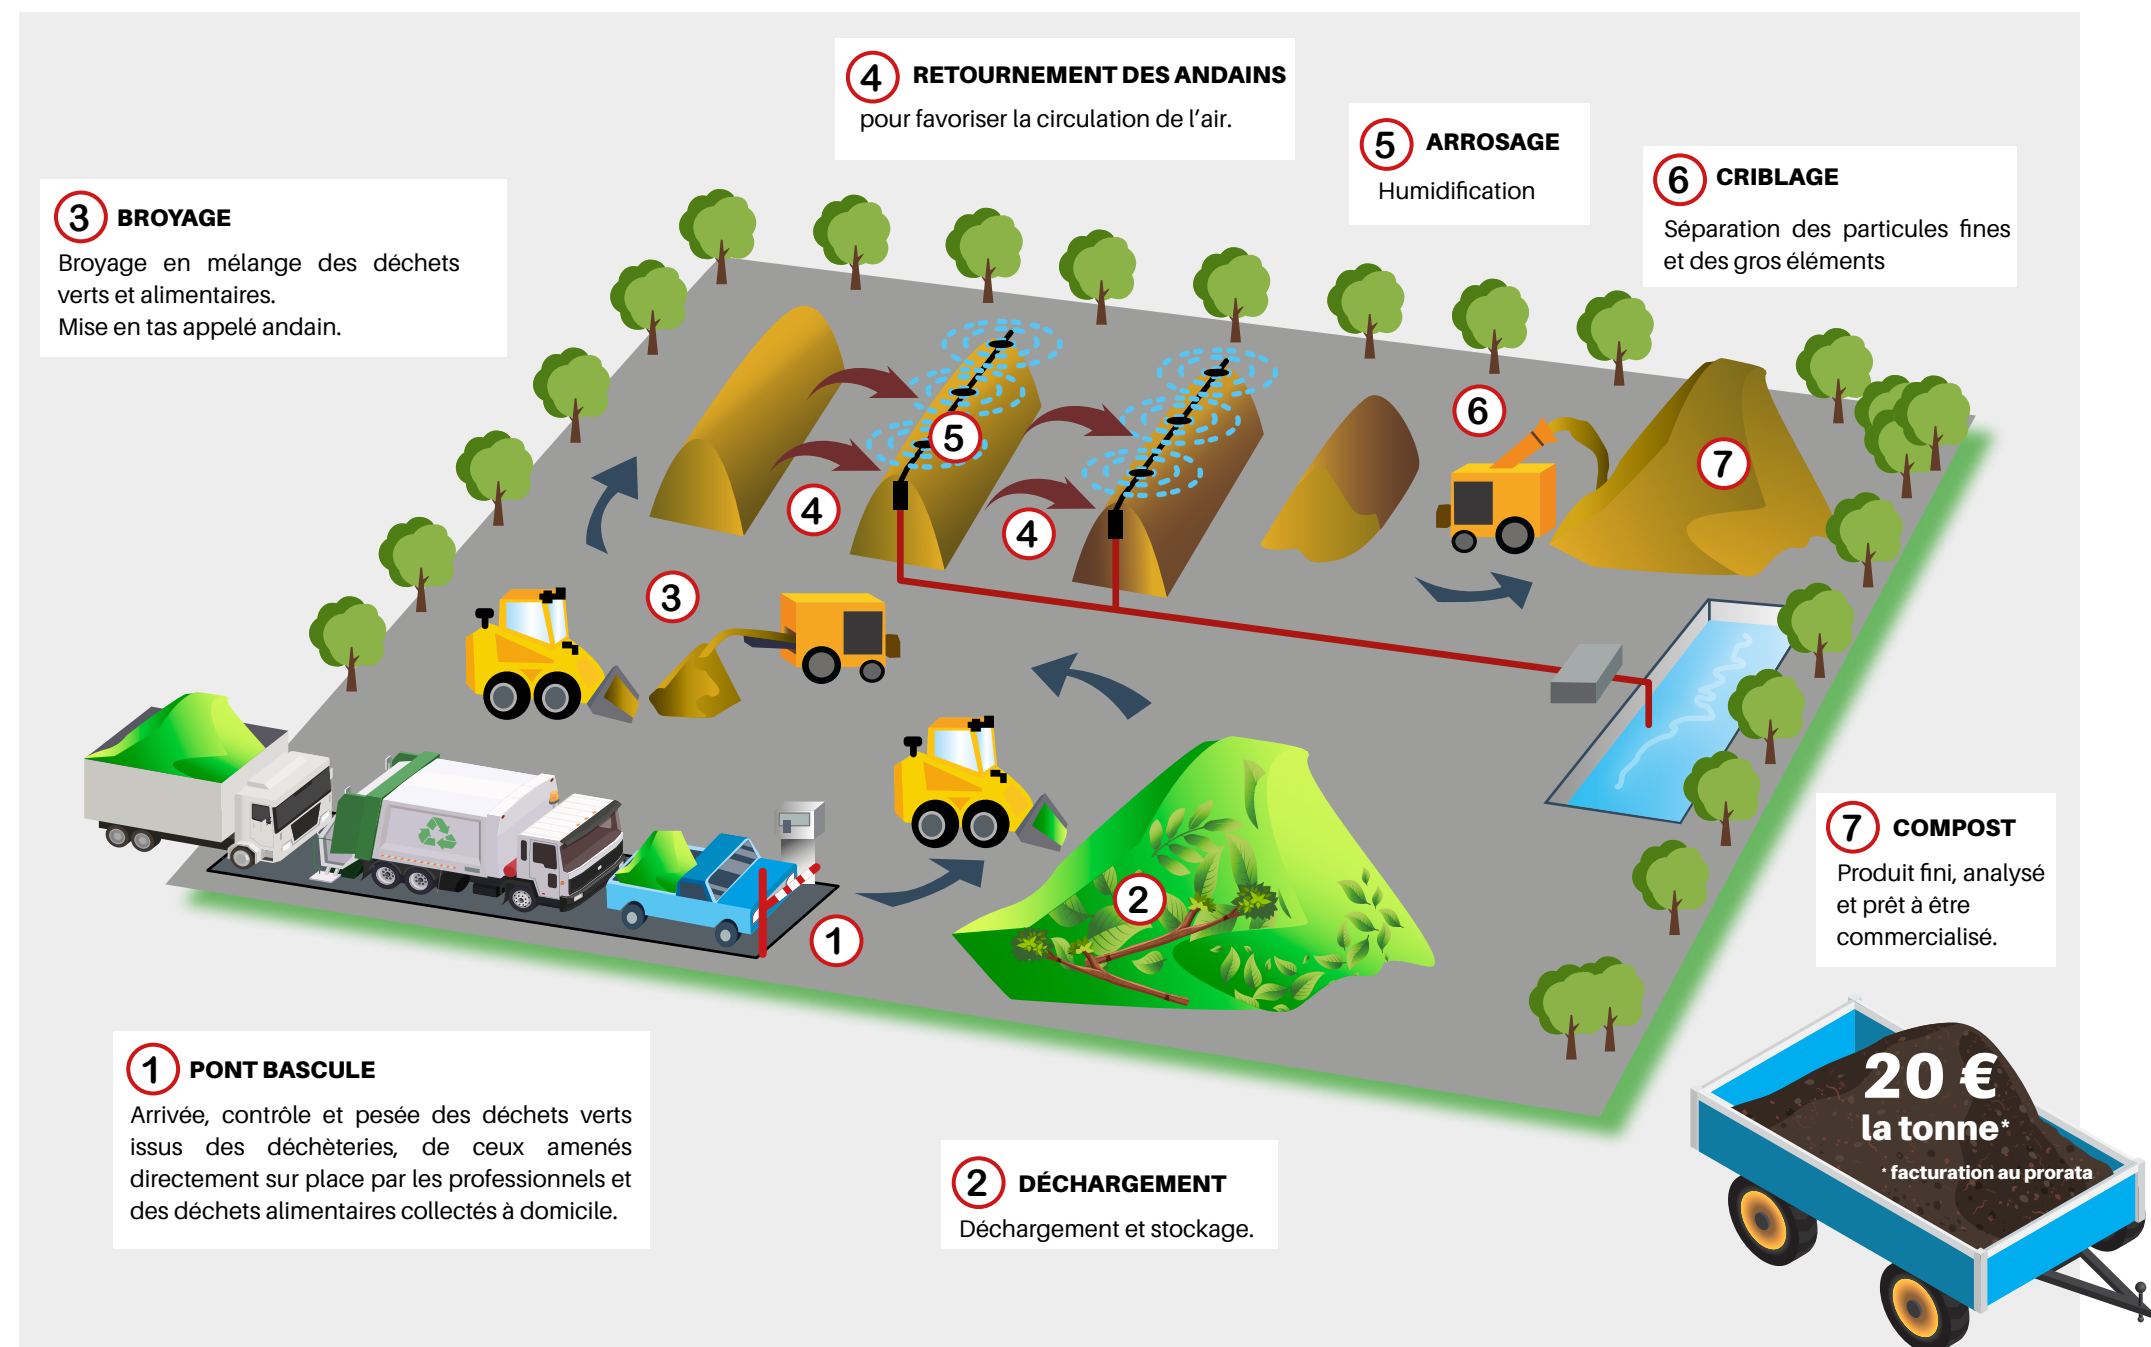 4 RETOURNEMENT DES ANDAINS
pour favoriser la circulation de l'air.
5 ARROSAGE
Humidification
6 CRIBLAGE
Séparation des particules fines
et des gros éléments
3 BROYAGE
Broyage en mélange des déchets
verts et alimentaires.
Mise en tas appelé andain.
6
5
7
4
4
3
2
1
7 COMPOST
Produit fini, analysé
et prêt à être
commercialisé.
1 PONT BASCULE
Arrivée, contrôle et pesée des déchets verts
issus des déchèteries, de ceux amenés
directement sur place par les professionnels et
des déchets alimentaires collectés à domicile.
2 DÉCHARGEMENT
Déchargement et stockage.
20 €
la tonne*
* facturation au prorata